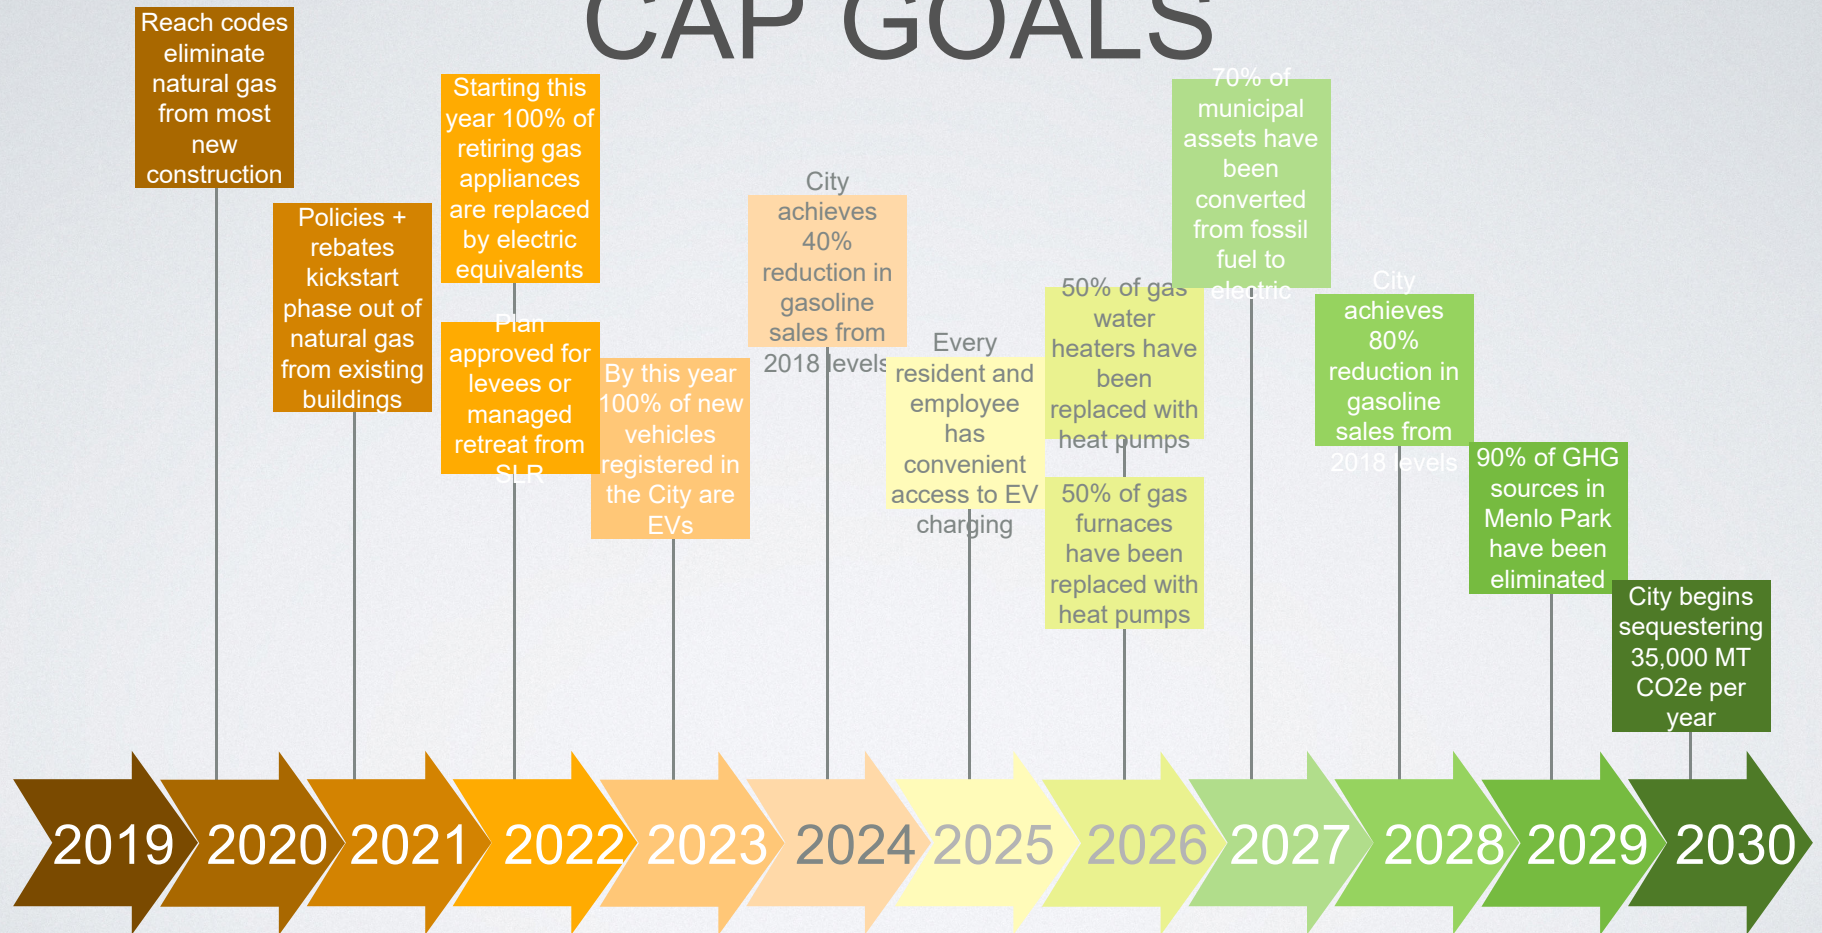 CAP GOALS
Reach codes
eliminate
natural gas
from most
new
construction
Policies +
rebates
kickstart
phase out of
natural gas
from existing
buildings
Starting this
year 100% of
retiring gas
appliances
are replaced
by electric
equivalents
Plan
approved for
levees or
managed
retreat from
SLR
By this year
100% of new
vehicles
registered in
the City are
EVs
City
achieves
40%
reduction in
gasoline
sales from
2018 levels
Every
resident and
employee
has
convenient
access to EV
charging
50% of gas
water
heaters have
been
replaced with
heat pumps
50% of gas
furnaces
have been
replaced with
heat pumps
70% of
municipal
assets have
been
converted
from fossil
fuel to
electric
City
achieves
80%
reduction in
gasoline
sales from
2018 levels
90% of GHG
sources in
Menlo Park
have been
eliminated
City begins
sequestering
35,000 MT
CO2e per
year
2019 2020 2021 2022 2023 2024 2025 2026 2027 2028 2029 2030